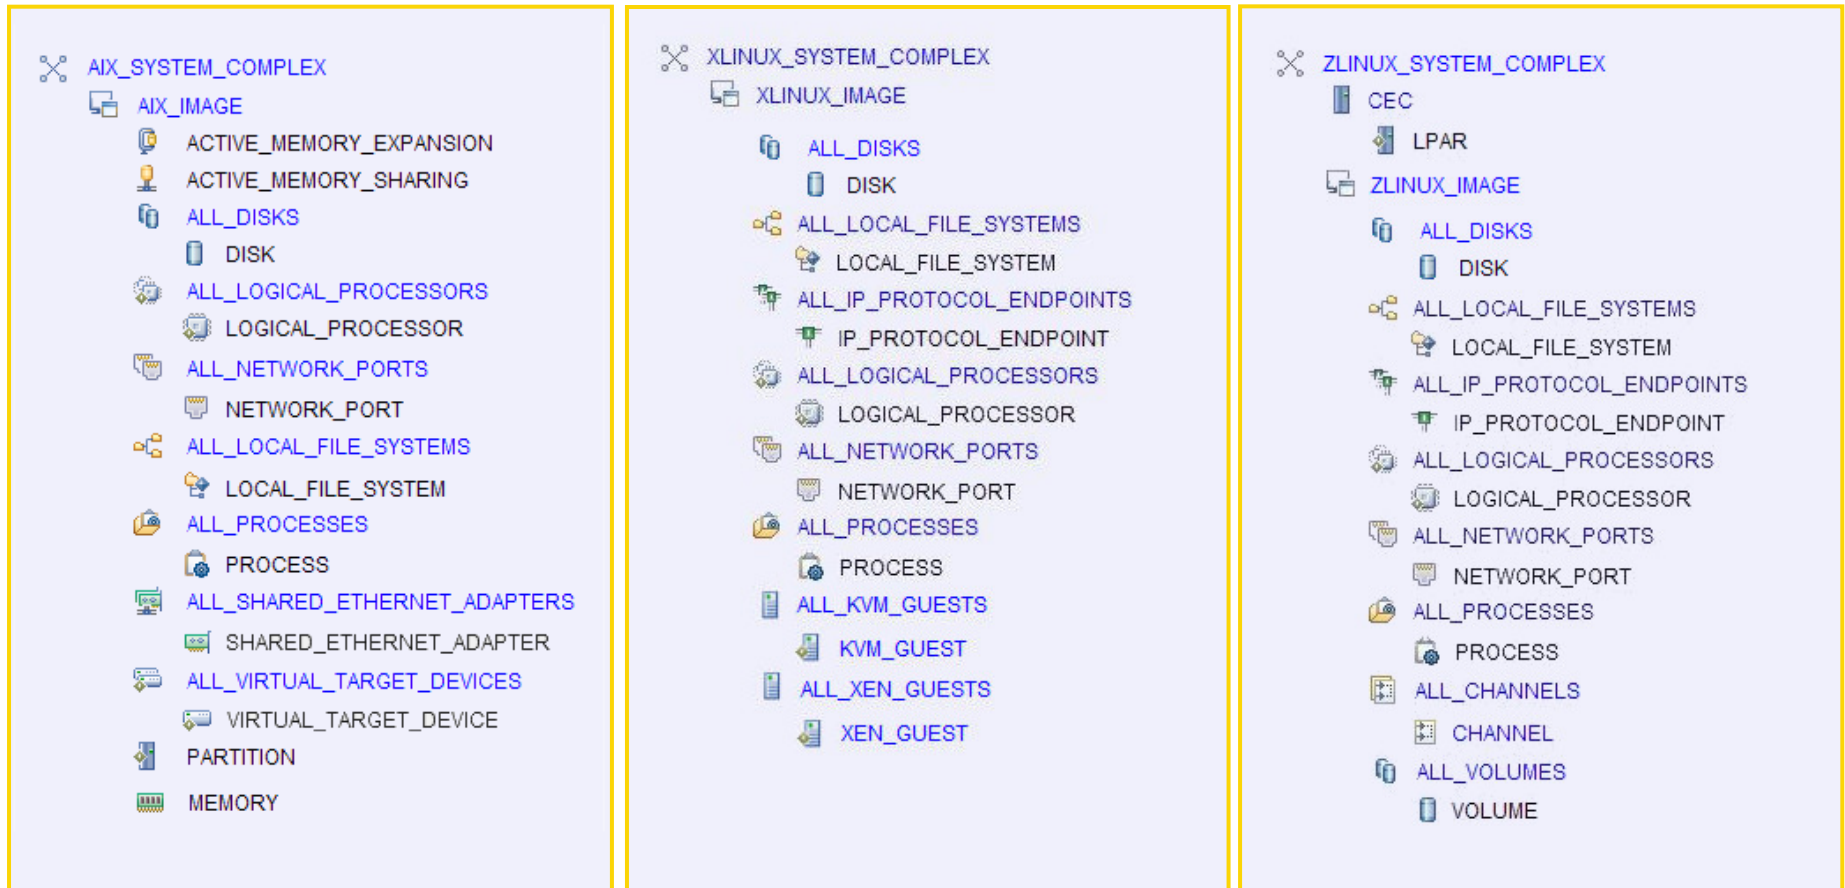 AIX_SYSTEM_COMPLEX
AIX_IMAGE
ACTIVE_MEMORY_EXPANSION
ACTIVE_MEMORY_SHARING
ALL_DISKS
DISK
ALL_LOGICAL_PROCESSORS
LOGICAL_PROCESSOR
ALL_NETWORK_PORTS
NETWORK_PORT
ALL_LOCAL_FILE_SYSTEMS
LOCAL_FILE_SYSTEM
ALL_PROCESSES
PROCESS
ALL_SHARED_ETHERNET_ADAPTERS
SHARED_ETHERNET_ADAPTER
ALL_VIRTUAL_TARGET_DEVICES
VIRTUAL_TARGET_DEVICE
PARTITION
MEMORY
XLINUX_SYSTEM_COMPLEX
XLINUX_IMAGE
ALL_DISKS
DISK
ALL_LOCAL_FILE_SYSTEMS
LOCAL_FILE_SYSTEM
ALL_IP_PROTOCOL_ENDPOINTS
IP_PROTOCOL_ENDPOINT
ALL_LOGICAL_PROCESSORS
LOGICAL_PROCESSOR
ALL_NETWORK_PORTS
NETWORK_PORT
ALL_PROCESSES
PROCESS
ALL_KVM_GUESTS
KVM_GUEST
ALL_XEN_GUESTS
XEN_GUEST
ZLINUX_SYSTEM_COMPLEX
CEC
LPAR
ZLINUX_IMAGE
ALL_DISKS
DISK
ALL_LOCAL_FILE_SYSTEMS
LOCAL_FILE_SYSTEM
ALL_IP_PROTOCOL_ENDPOINTS
IP_PROTOCOL_ENDPOINT
ALL_LOGICAL_PROCESSORS
LOGICAL_PROCESSOR
ALL_NETWORK_PORTS
NETWORK_PORT
ALL_PROCESSES
PROCESS
ALL_CHANNELS
CHANNEL
ALL_VOLUMES
VOLUME